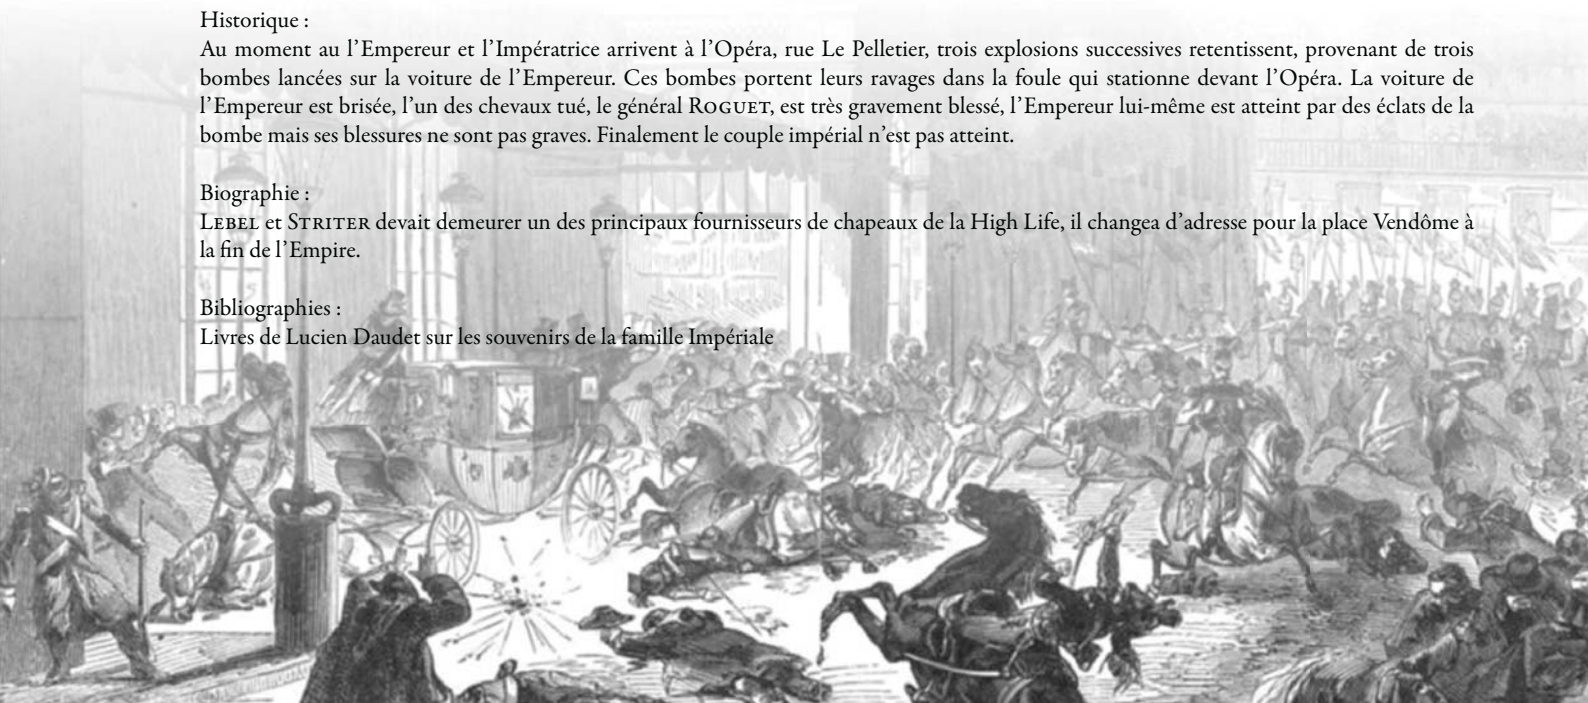 Historique :
Au moment au l’Empereur et l’Impératrice arrivent à l’Opéra, rue Le Pelletier, trois explosions successives retentissent, provenant de trois
bombes lancées sur la voiture de l’Empereur. Ces bombes portent leurs ravages dans la foule qui stationne devant l’Opéra. La voiture de
l’Empereur est brisée, l’un des chevaux tué, le général ROGUET, est très gravement blessé, l’Empereur lui-même est atteint par des éclats de la
bombe mais ses blessures ne sont pas graves. Finalement le couple impérial n’est pas atteint.
Biographie :
LEBEL et STRITER devait demeurer un des principaux fournisseurs de chapeaux de la High Life, il changea d’adresse pour la place Vendôme à
la fin de l’Empire.
Bibliographies :
Livres de Lucien Daudet sur les souvenirs de la famille Impériale